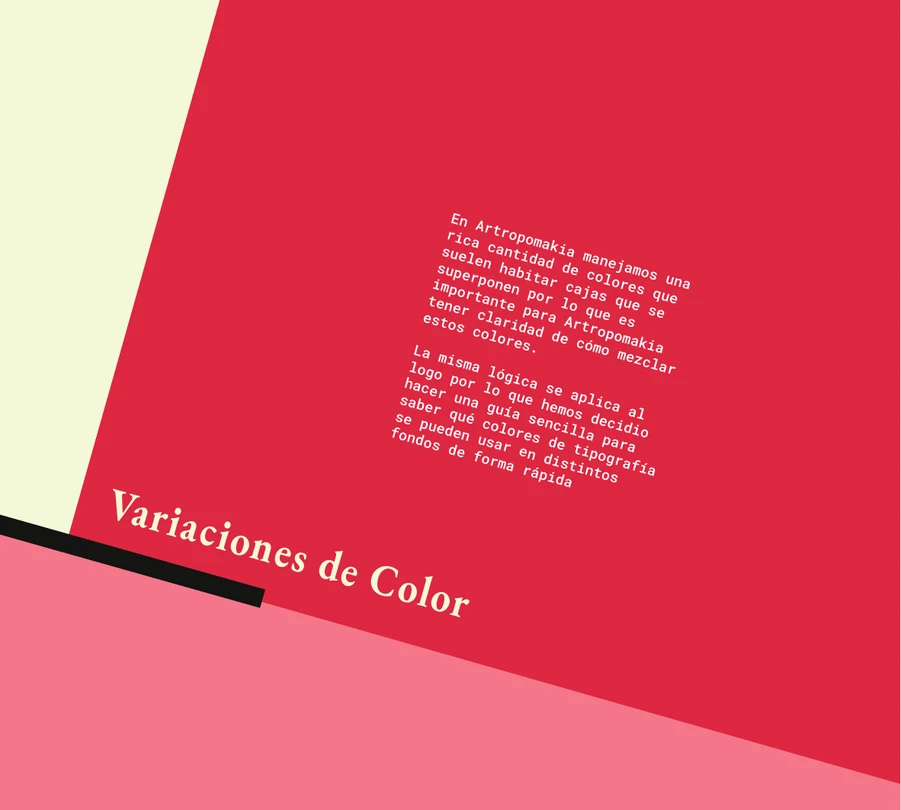 En Artropomakia manejamos una
rica cantidad de colores que
suelen habitar cajas que se
superponen por lo que es
importante para Artropomakia
tener claridad de cómo mezclar
estos colores.
La misma lógica se aplica al
logo por lo que hemos decidio
hacer una guía sencilla para
saber qué colores de tipografía
se pueden usar en distintos
fondos de forma rápida
Variaciones de Color